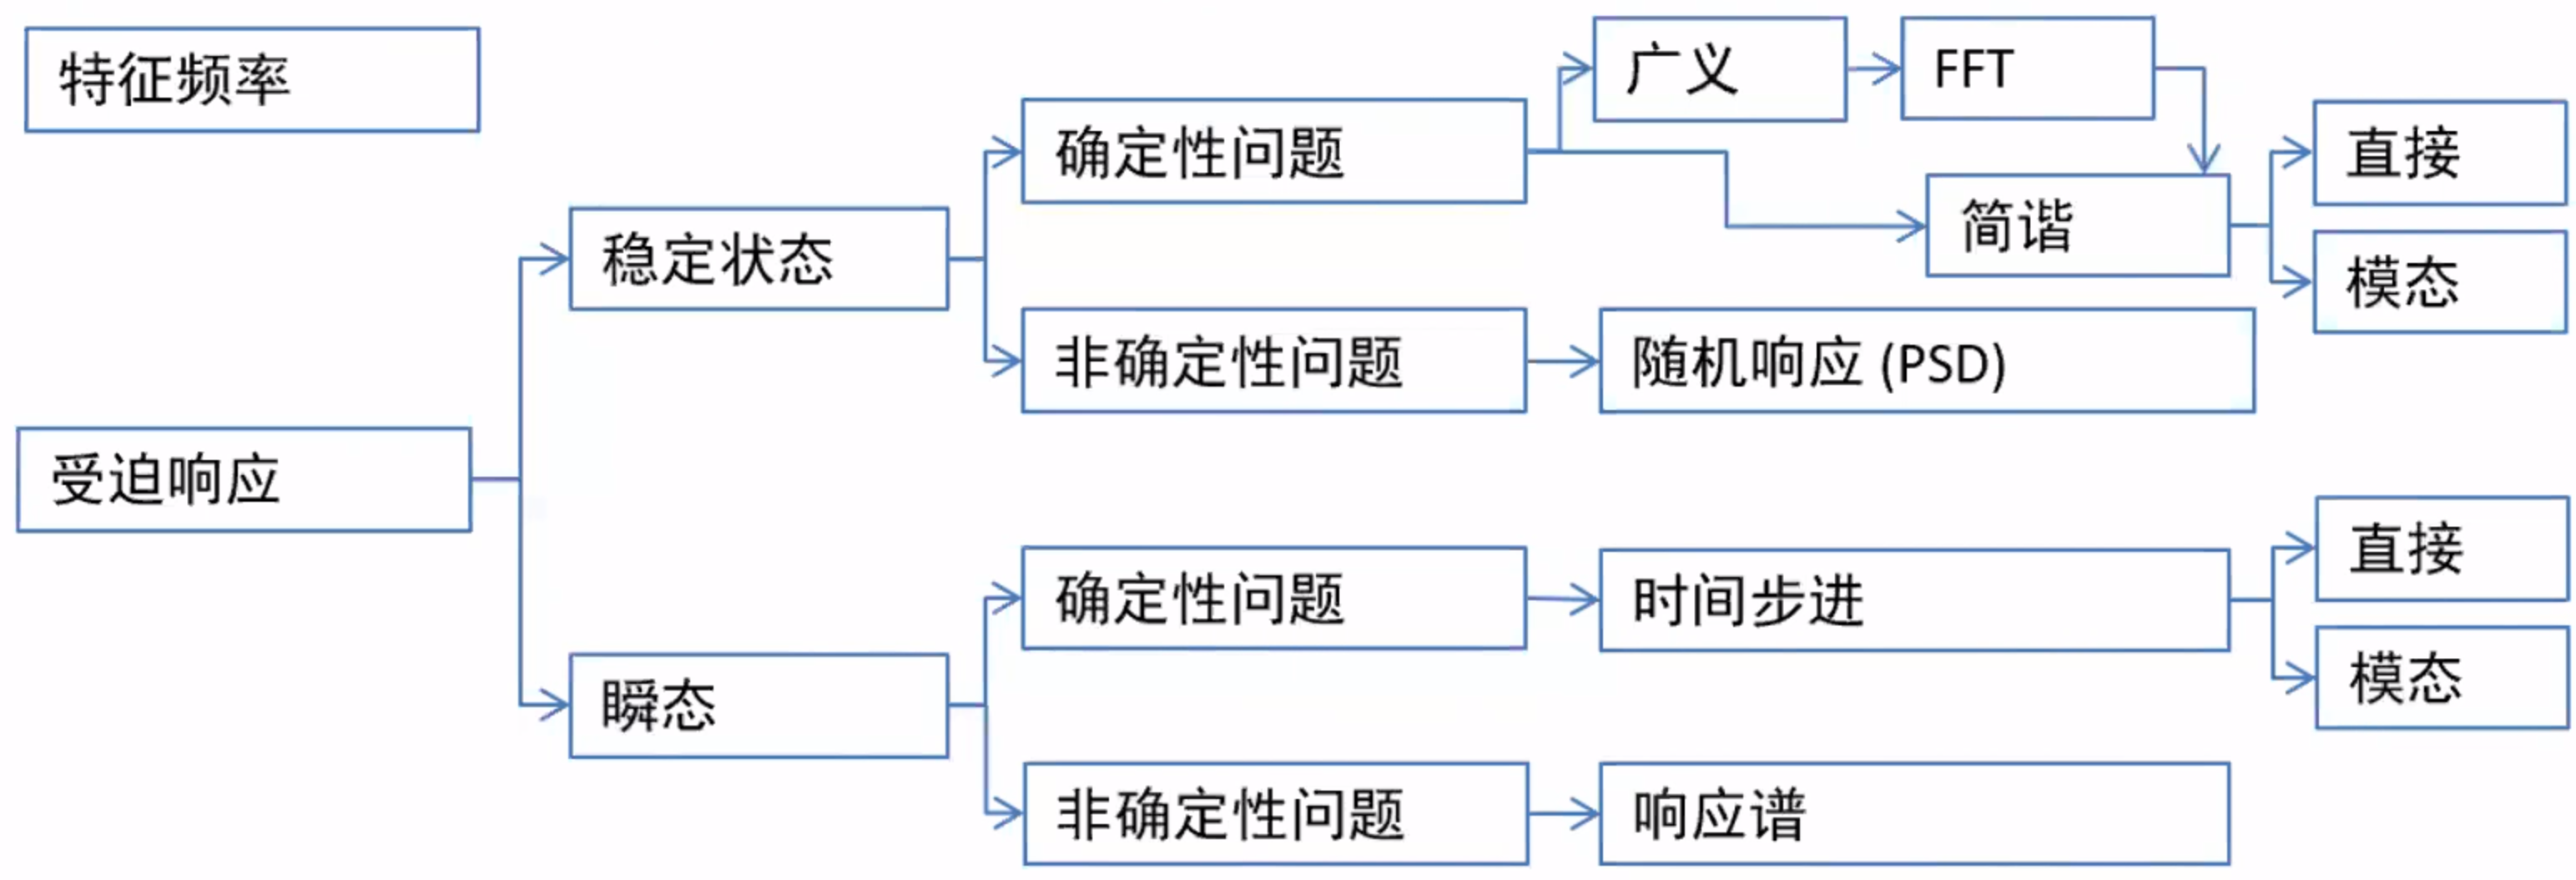 特征频率
受迫响应
稳定状态
确定性问题
广义
FFT
简谐
直接
模态
非确定性问题
随机响应 (PSD)
瞬态
确定性问题
时间步进
直接
模态
非确定性问题
响应谱